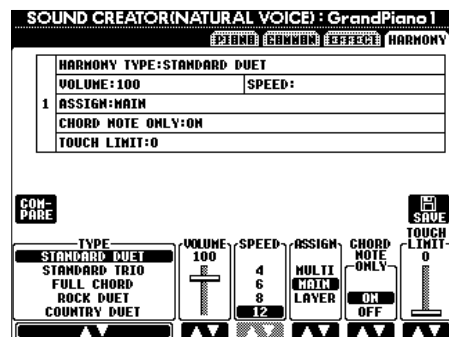 SOUND CREATOR(NATURAL VOICE) : GrandPiano1
PIANO COMMON EFFECT HARMONY
HARMONY TYPE:STANDARD DUET
VOLUME:100 SPEED:
1 ASSIGN:MAIN
CHORD NOTE ONLY:ON
TOUCH LIMIT:0
COM-
PARE
SAVE
TYPE VOLUME SPEED ASSIGN CHORD NOTE ONLY TOUCH LIMIT
STANDARD DUET 100 0
STANDARD TRIO 4 MULTI
FULL CHORD 6 MAIN
ROCK DUET 8 LAYER ON
COUNTRY DUET 12 OFF